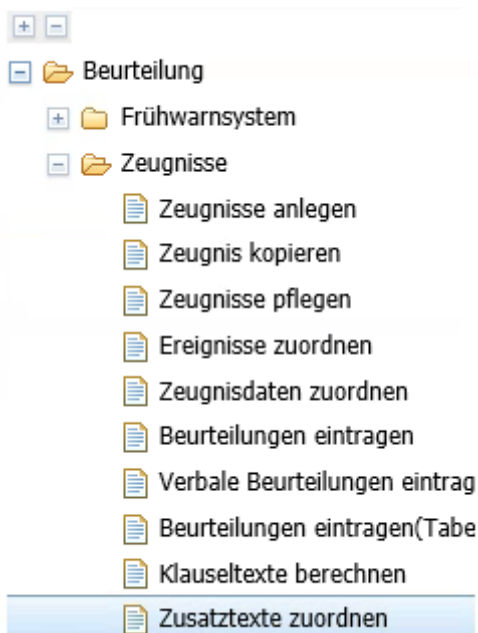 Beurteilung
Frühwarnsystem
Zeugnisse
Zeugnisse anlegen
Zeugnis kopieren
Zeugnisse pflegen
Ereignisse zuordnen
Zeugnisdaten zuordnen
Beurteilungen eintragen
Verbale Beurteilungen eintrag
Beurteilungen eintragen(Tabe
Klauseltexte berechnen
Zusatztexte zuordnen